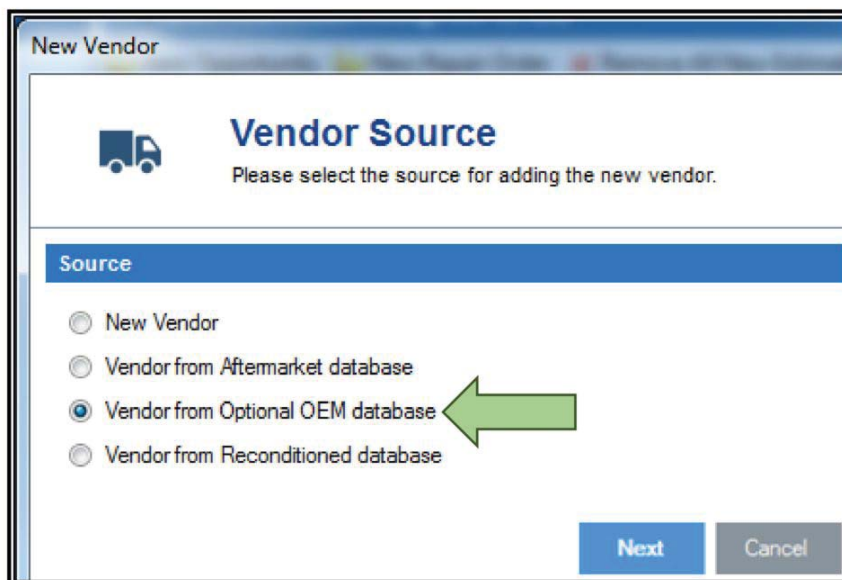 New Vendor
Vendor Source
Please select the source for adding the new vendor.
Source
New Vendor
Vendor from Aftermarket database
Vendor from Optional OEM database
Vendor from Reconditioned database
Next Cancel